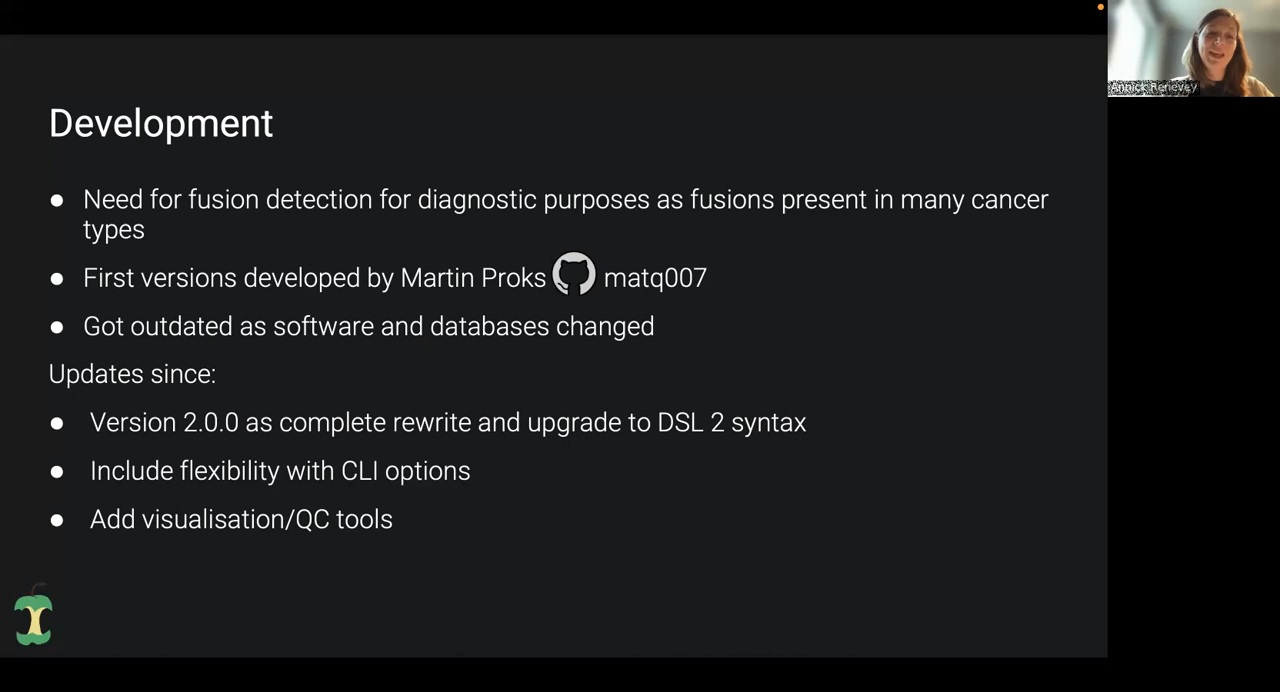 Annick Renevey
Development
● Need for fusion detection for diagnostic purposes as fusions present in many cancer
types
● First versions developed by Martin Proks matq007
● Got outdated as software and databases changed
Updates since:
● Version 2.0.0 as complete rewrite and upgrade to DSL 2 syntax
● Include flexibility with CLI options
● Add visualisation/QC tools